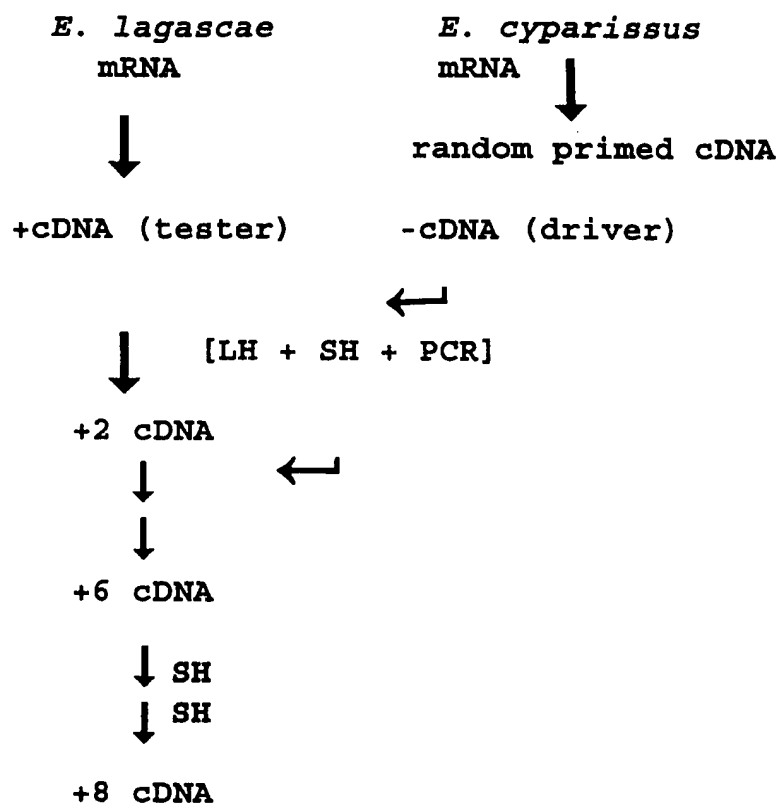 E. lagascae E. cyparissus
mRNA mRNA
random primed cDNA
+cDNA (tester) -cDNA (driver)
[LH + SH + PCR]
+2 cDNA
+6 cDNA
SH
SH
+8 cDNA